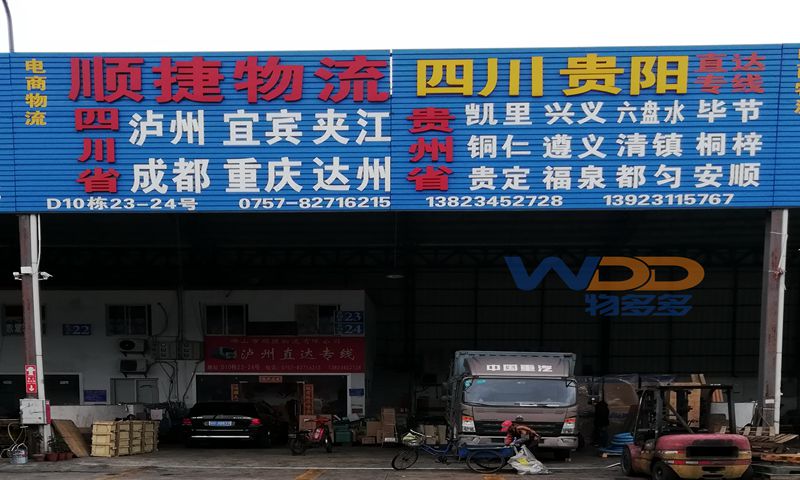 电商物流
顺捷物流
四川省
泸州 宜宾 夹江
成都 重庆 达州
D10栋23-24号 0757-82716215
四川 贵阳
直达专线
贵州省
凯里 兴义 六盘水 毕节
铜仁 遵义 清镇 桐梓
贵定 福泉 都匀 安顺
13823452728 13923115767
WDD
物多多
22
23
24
泸州直达专线
中国重汽